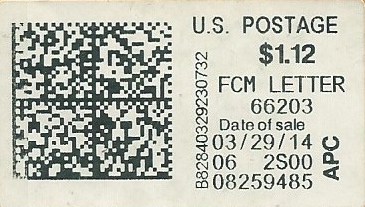 U.S. POSTAGE
$1.12
FCM LETTER
66203
Date of sale
03/29/14
06 2S00
08259485
APC
B82840329230732